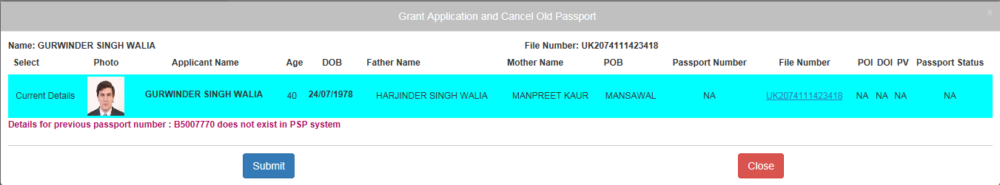 Grant Application and Cancel Old Passport
×
Name: GURWINDER SINGH WALIA File Number: UK2074111423418
Select Photo Applicant Name Age DOB Father Name Mother Name POB Passport Number File Number POI DOI PV Passport Status
Current Details GURWINDER SINGH WALIA 40 24/07/1978 HARJINDER SINGH WALIA MANPREET KAUR MANSAWAL NA UK2074111423418 NA NA NA NA
Details for previous passport number : B5007770 does not exist in PSP system
Submit Close